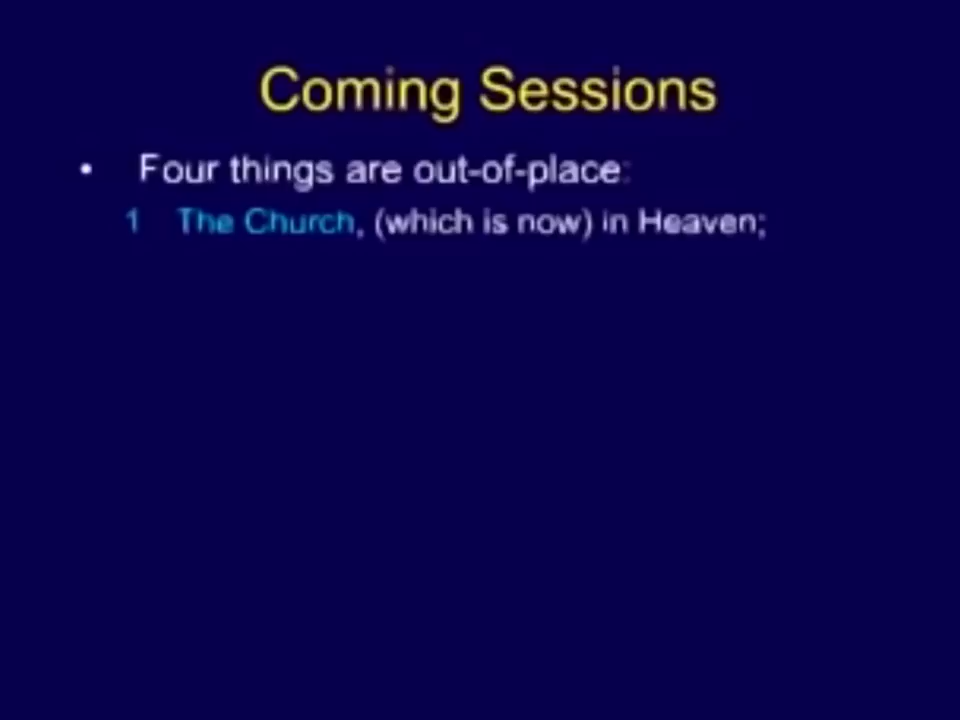 Coming Sessions
• Four things are out-of-place:
1 The Church, (which is now) in Heaven;